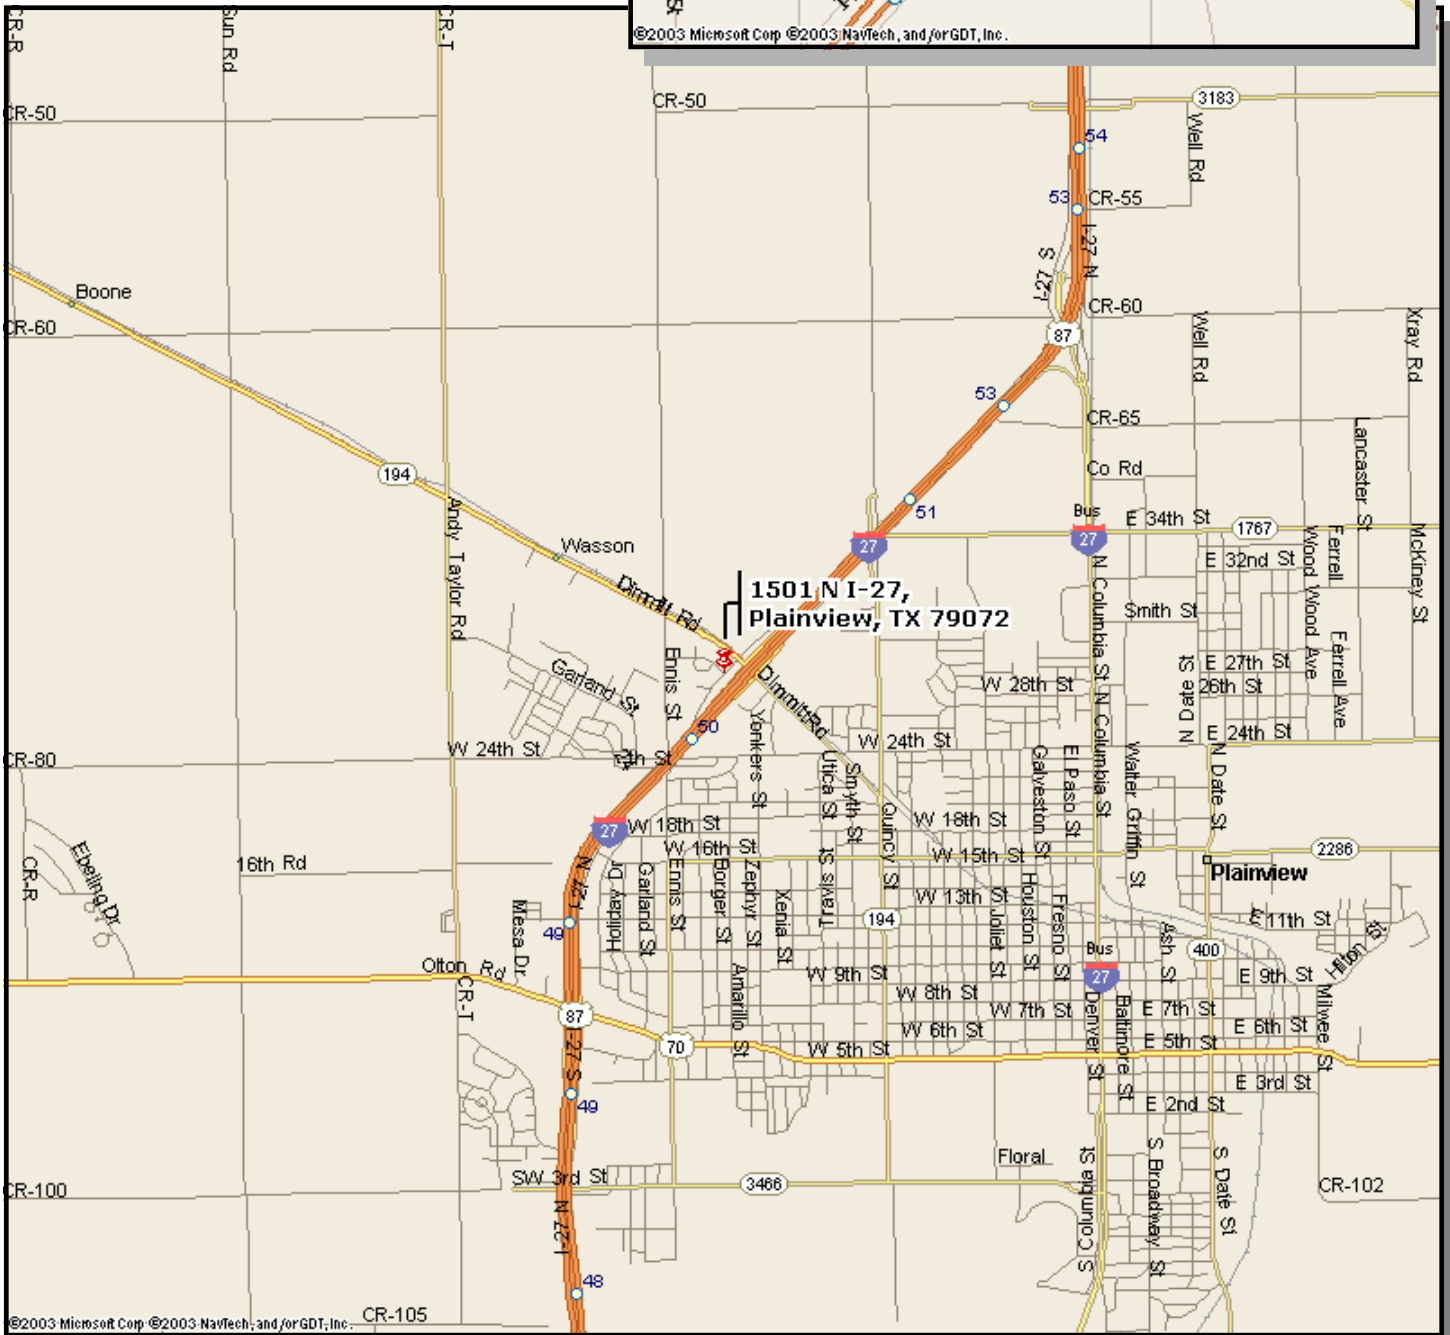 St
©2003 Microsoft Corp ©2003 NavTech, and/or GDT, Inc.
CR-R
Sun Rd
CR-T
CR-50
CR-50
3183
Well Rd
54
53
CR-55
I-27 N
I-27 S
Boone
CR-60
CR-60
87
Well Rd
Xray Rd
53
CR-65
Lancaster St
Co Rd
194
51
Andy Taylor Rd
Bus
27
E 34th St
1767
27
Wasson
E 32nd St
Wood Ave
Ferrell
McKiney St
Dimmitt Rd
1501 N I-27,
Plainview, TX 79072
N Columbia St
Smith St
Wood Ave
Ferrell Ave
Ennis St
Garland St
Dimmitt Rd
W 28th St
N Date St
E 27th St
26th St
N Columbia St
50
Yonkers St
W 24th St
W 24th St
7th St
24
E 24th St
CR-80
Utica St
Smyth St
Galveston St
El Paso St
Walter Griffin St
N Date St
27
W 18th St
Quincy St
W 18th St
W 16th St
W 15th St
2286
16th Rd
Plainview
Ebeling Dr
CR-R
I-27 N
Holiday Dr
Garland St
Ennis St
Borger St
Zephyr St
Xenia St
Travis St
W 13th St
Houston St
Fresno St
Joliet St
Mesa Dr
49
194
E 11th St
Ash St
400
Hilton St
Bus
27
Otton Rd
CR-T
Amarillo St
W 9th St
E 9th St
W 8th St
W 7th St
E 7th St
Milwee St
87
W 6th St
E 6th St
Denver St
Baltimore St
70
W 5th St
E 5th St
I-27 S
E 3rd St
49
E 2nd St
Floral
S Columbia St
S Broadway St
S Date St
SW 3rd St
3466
CR-100
CR-102
I-27 N
48
CR-105
©2003 Microsoft Corp ©2003 NavTech, and/or GDT, Inc.